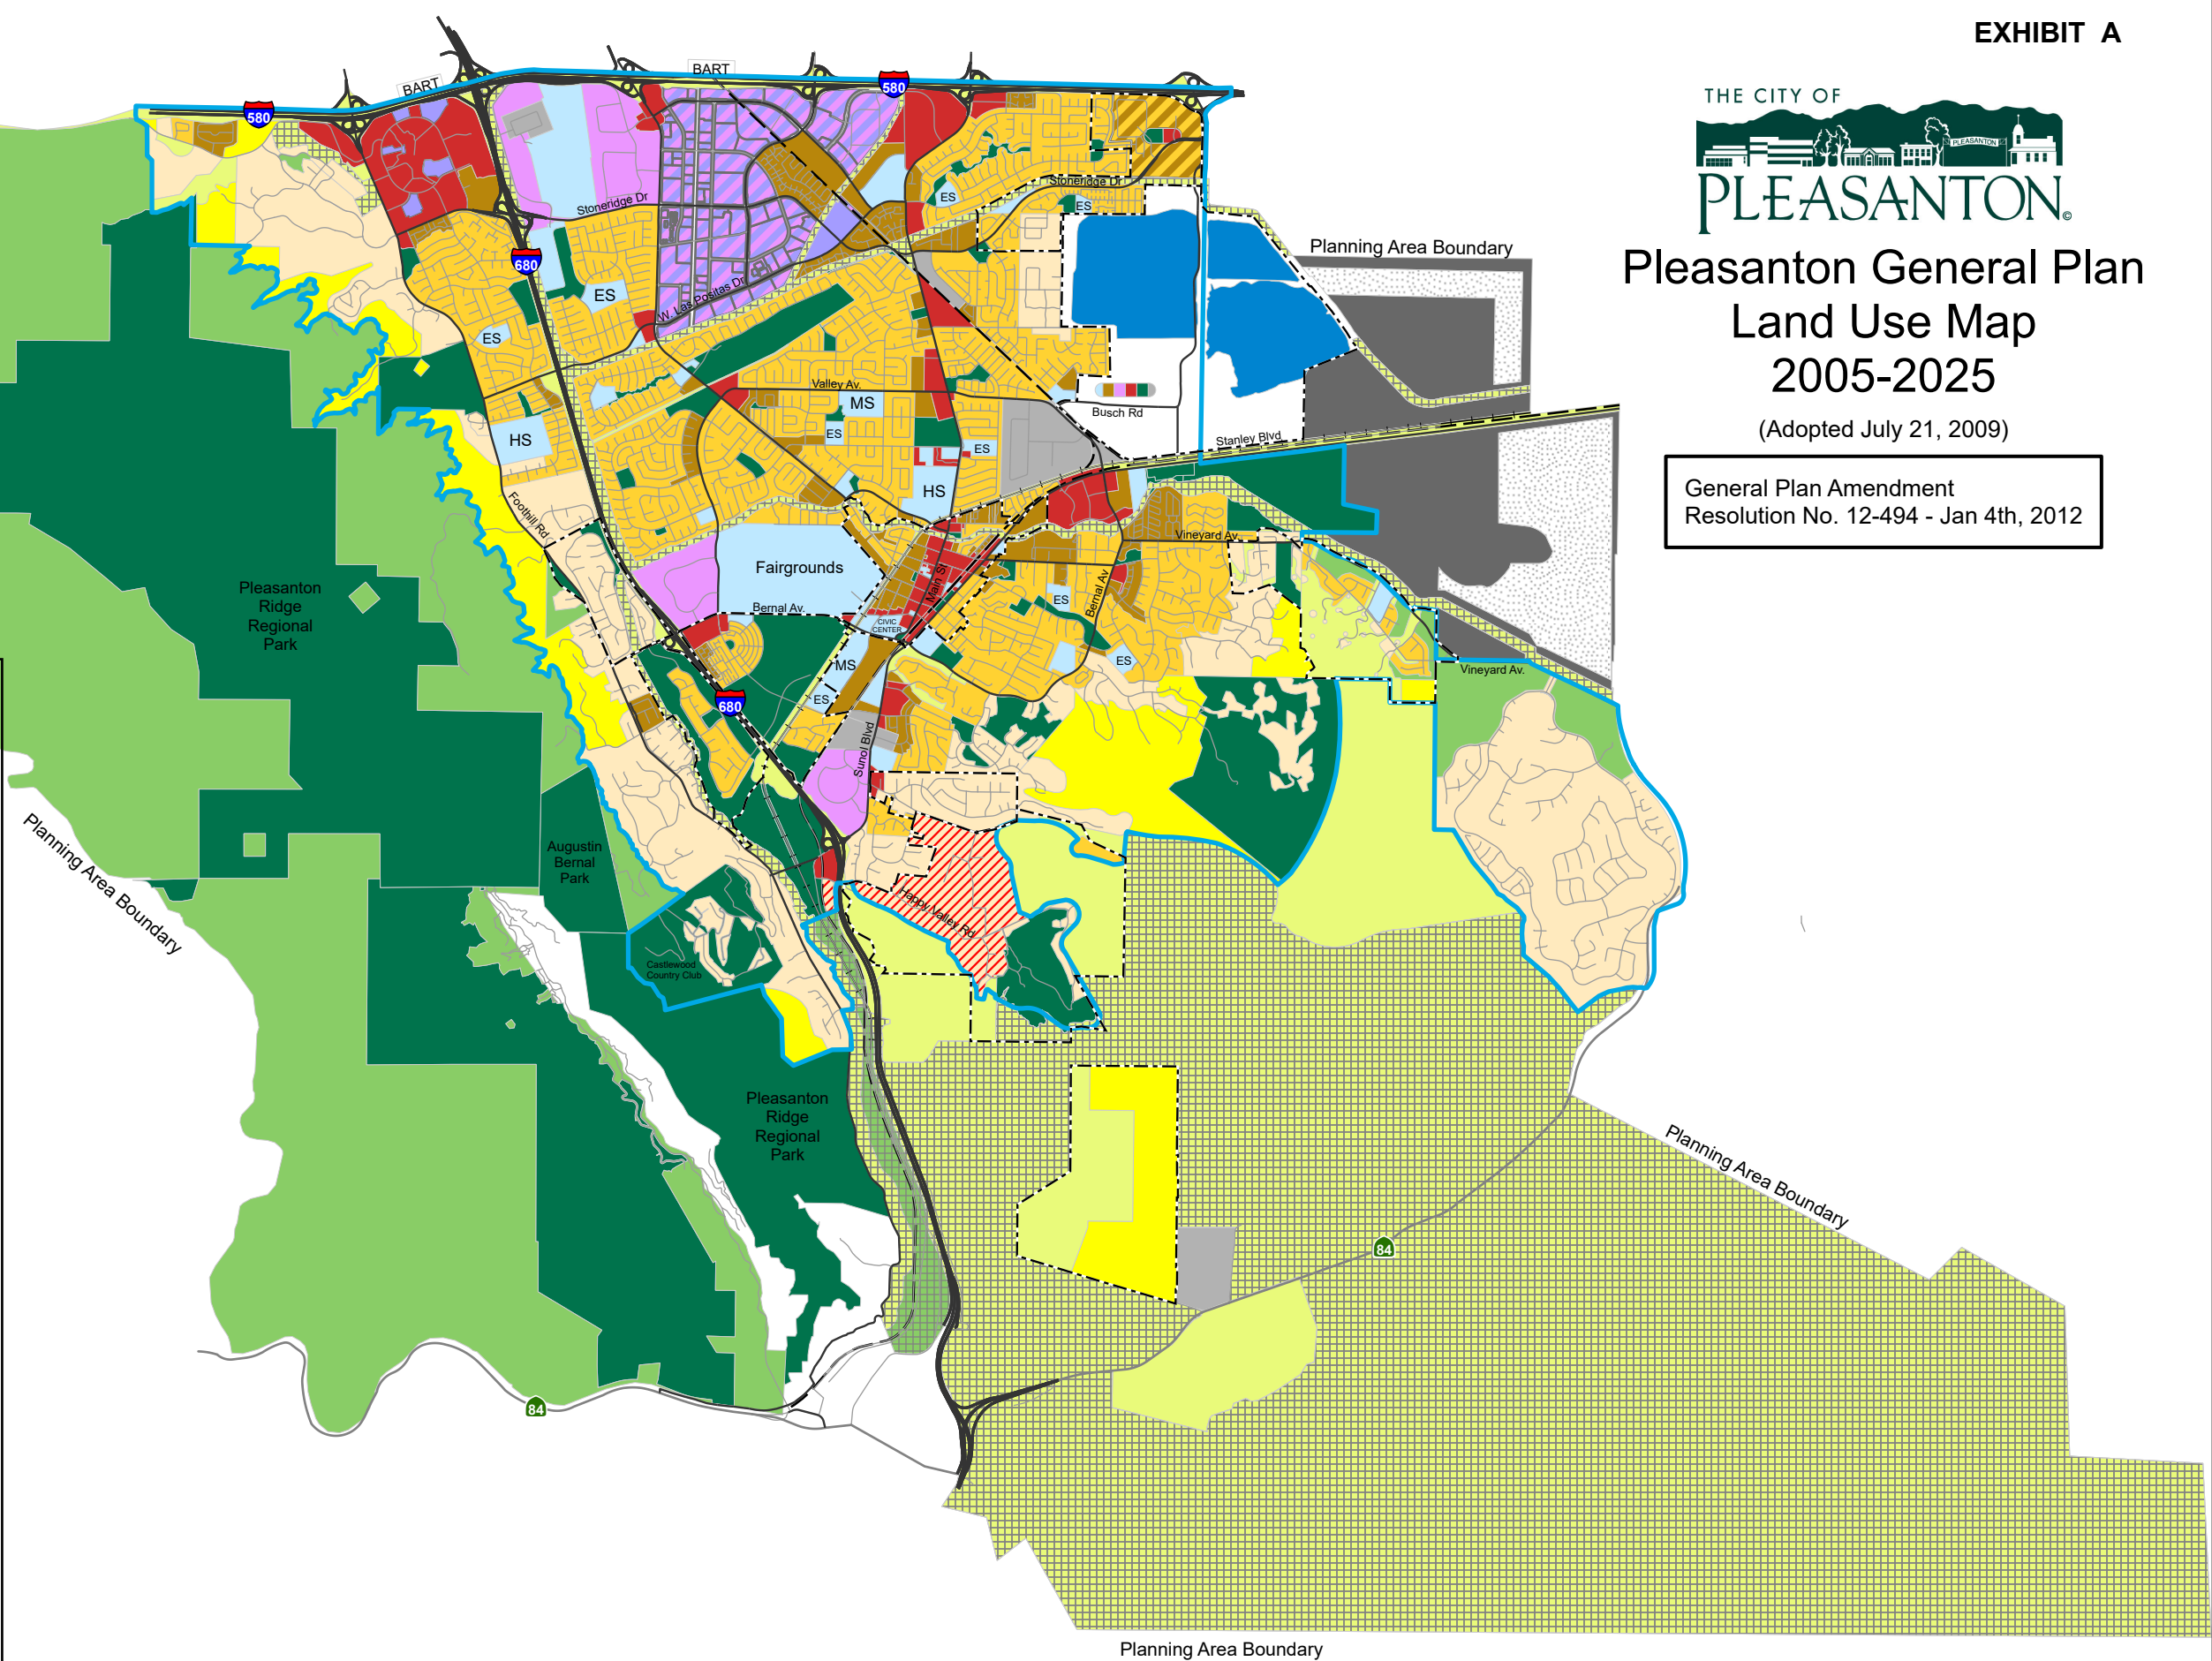 EXHIBIT A
THE CITY OF
PLEASANTON
PLEASANTON©
Pleasanton General Plan
Land Use Map
2005-2025
(Adopted July 21, 2009)
General Plan Amendment
Resolution No. 12-494 - Jan 4th, 2012
BART
BART
580
580
Stoneridge Dr
Stoneridge Dr
ES
ES
680
ES
W. Las Positas Dr
ES
Planning Area Boundary
Valley Av.
MS
Busch Rd
ES
HS
ES
Stanley Blvd
HS
Foothill Rd
Vineyard Av.
Fairgrounds
Main St
Bernal Av
ES
Bernal Av.
CIVIC
CENTER
Pleasanton
Ridge
Regional
Park
MS
ES
Vineyard Av.
ES
680
Sunol Blvd
Planning Area Boundary
Augustin
Bernal
Park
Happy Valley Rd
Castlewood
Country Club
Pleasanton
Ridge
Regional
Park
Planning Area Boundary
84
84
Planning Area Boundary